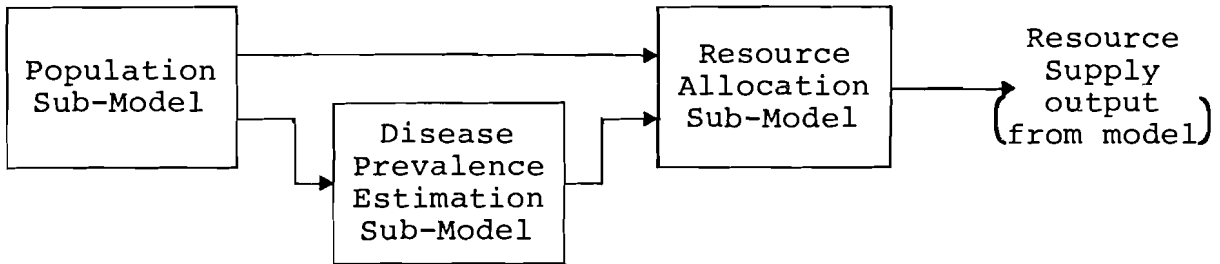 Population
Sub-Model
Disease
Prevalence
Estimation
Sub-Model
Resource
Allocation
Sub-Model
Resource
Supply
output
(from model)